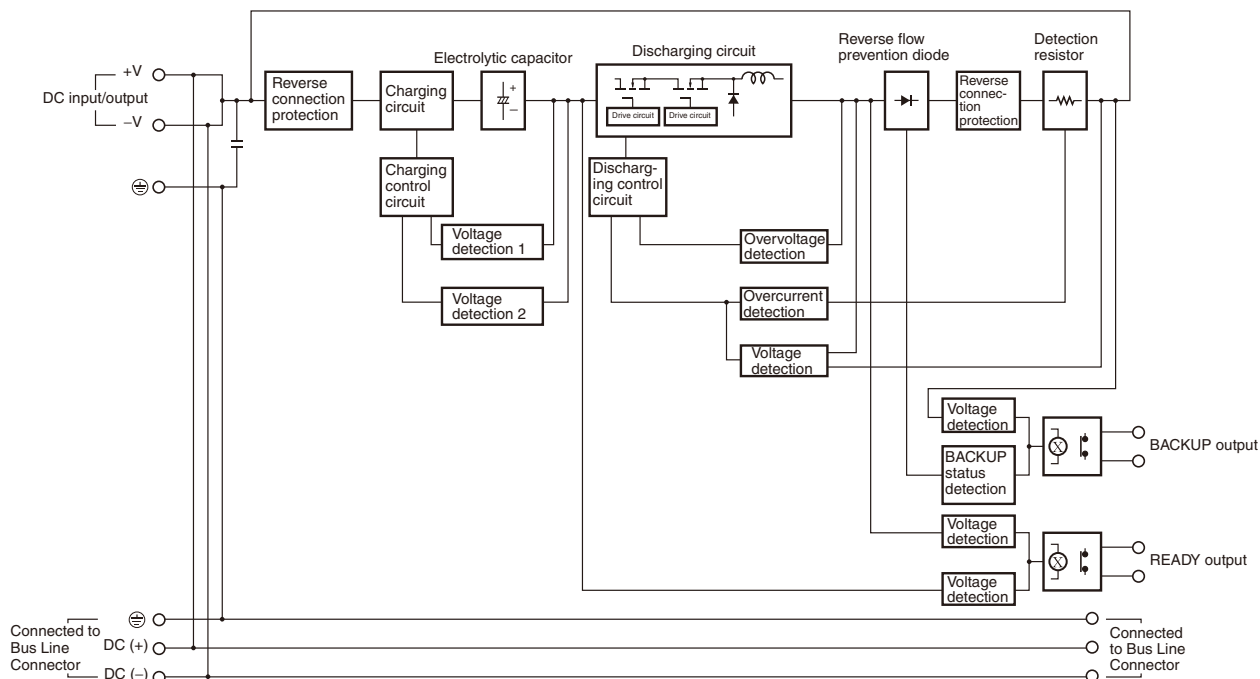 Electrolytic capacitor
Discharging circuit
Reverse flow
prevention diode
Detection
resistor
+V
DC input/output
−V
Reverse
connection
protection
Charging
circuit
+
−
Drive circuit
Drive circuit
Reverse
connec-
tion
protection
Charging
control
circuit
Discharg-
ing control
circuit
Voltage
detection 1
Overvoltage
detection
Voltage
detection 2
Overcurrent
detection
Voltage
detection
Voltage
detection
X
BACKUP output
BACKUP
status
detection
Voltage
detection
X
READY output
Voltage
detection
Connected to
Bus Line
Connector
DC (+)
DC (−)
Connected
to Bus Line
Connector